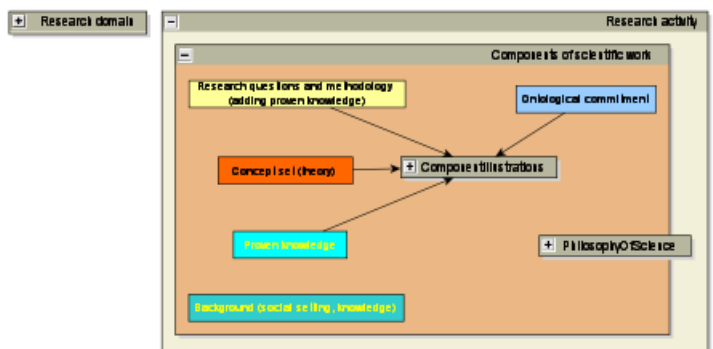 + Research domain
− Research activity
− Components of scientific work
Research questions and methodology
(adding proven knowledge)
Ontological commitment
Concept set (theory)
+ Componentillustrations
Proven knowledge
+ PhilosophyOfScience
Background (social setting, knowledge)